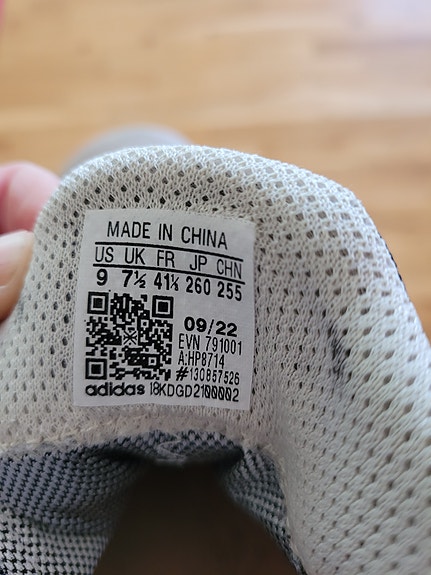 MADE IN CHINA
US UK FR JP CHN
9 7½ 41⅓ 260 255
09/22
EVN 791001
A:HP8714
#130857526
adidas 18KDGD2100002